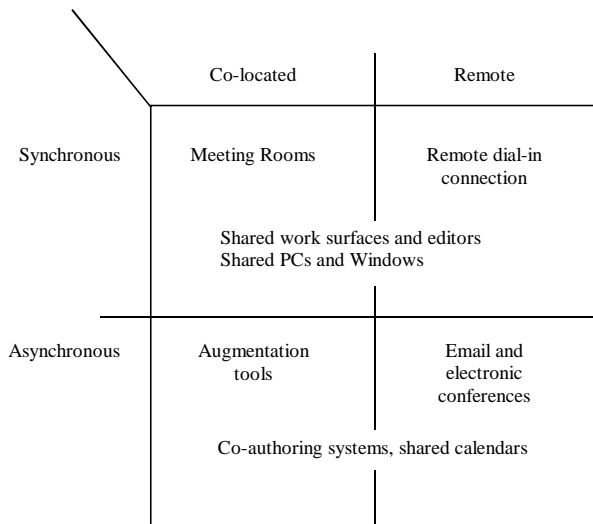 Co-located
Remote
Synchronous
Meeting Rooms
Remote dial-in
connection
Shared work surfaces and editors
Shared PCs and Windows
Asynchronous
Augmentation
tools
Email and
electronic
conferences
Co-authoring systems, shared calendars